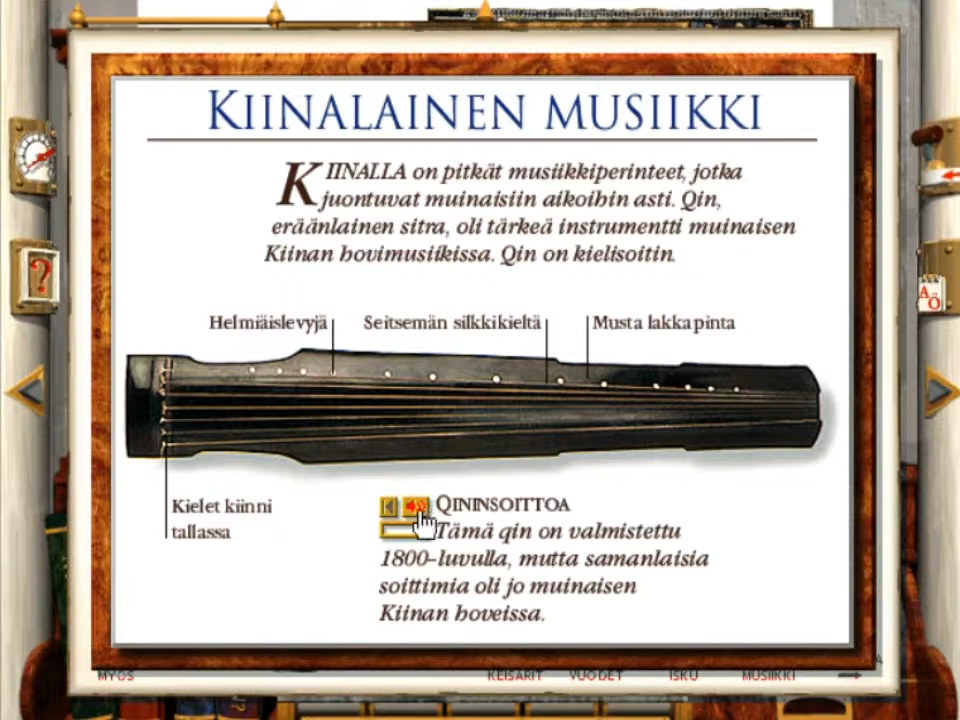 KIINALAINEN MUSIIKKI
KIINALLA on pitkät musiikkiperinteet, jotka
juontuvat muinaisiin aikoihin asti. Qin,
eräänlainen sitra, oli tärkeä instrumentti muinaisen
Kiinan hovimusiikissa. Qin on kielisoitin.
Helmiäislevyjä
Seitsemän silkkikieltä
Musta lakkapinta
Kielet kiinni
tallassa
QININSOITTOA
Tämä qin on valmistettu
1800-luvulla, mutta samanlaisia
soittimia oli jo muinaisen
Kiinan hoveissa.
MYÖS KEISARIT VUODET ISKU MUSIIKKI
?
AÖ